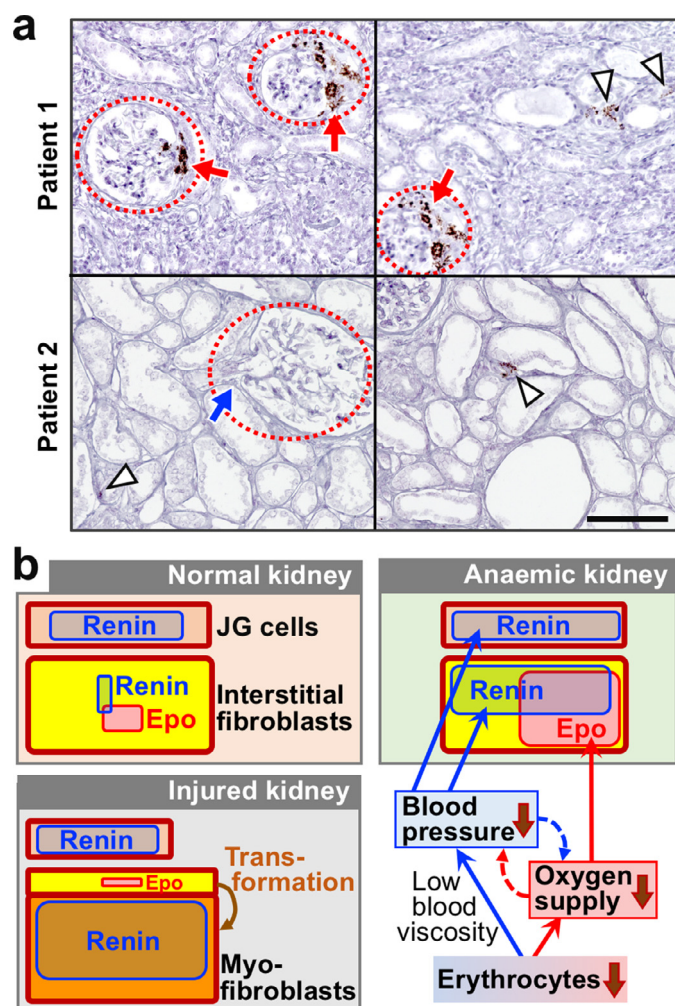 a
Patient 1
Patient 2
b
Normal kidney
Renin
JG cells
Renin
Epo
Interstitial
fibroblasts
Anaemic kidney
Renin
Renin
Epo
Injured kidney
Renin
Epo
Trans-
formation
Renin
Myo-
fibroblasts
Blood
pressure
Low
blood
viscosity
Oxygen
supply
Erythrocytes